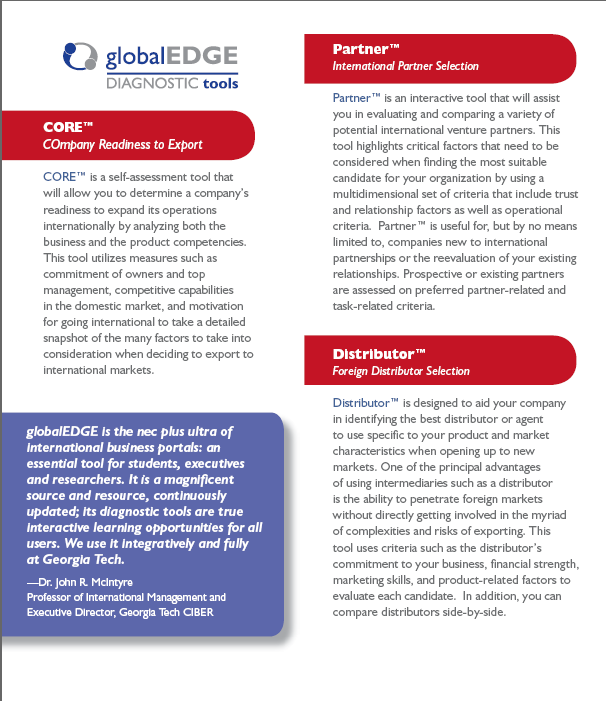 globalEDGE
DIAGNOSTIC tools
CORE™
COmpany Readiness to Export
CORE™ is a self-assessment tool that
will allow you to determine a company's
readiness to expand its operations
internationally by analyzing both the
business and the product competencies.
This tool utilizes measures such as
commitment of owners and top
management, competitive capabilities
in the domestic market, and motivation
for going international to take a detailed
snapshot of the many factors to take into
consideration when deciding to export to
international markets.
globalEDGE is the nec plus ultra of
international business portals: an
essential tool for students, executives
and researchers. It is a magnificent
source and resource, continuously
updated; its diagnostic tools are true
interactive learning opportunities for all
users. We use it integratively and fully
at Georgia Tech.
—Dr. John R. McIntyre
Professor of International Management and
Executive Director, Georgia Tech CIBER
Partner™
International Partner Selection
Partner™ is an interactive tool that will assist
you in evaluating and comparing a variety of
potential international venture partners. This
tool highlights critical factors that need to be
considered when finding the most suitable
candidate for your organization by using a
multidimensional set of criteria that include trust
and relationship factors as well as operational
criteria.  Partner™ is useful for, but by no means
limited to, companies new to international
partnerships or the reevaluation of your existing
relationships. Prospective or existing partners
are assessed on preferred partner-related and
task-related criteria.
Distributor™
Foreign Distributor Selection
Distributor™ is designed to aid your company
in identifying the best distributor or agent
to use specific to your product and market
characteristics when opening up to new
markets. One of the principal advantages
of using intermediaries such as a distributor
is the ability to penetrate foreign markets
without directly getting involved in the myriad
of complexities and risks of exporting. This
tool uses criteria such as the distributor's
commitment to your business, financial strength,
marketing skills, and product-related factors to
evaluate each candidate.  In addition, you can
compare distributors side-by-side.